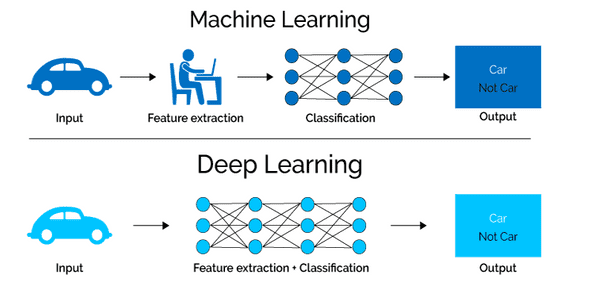 Machine Learning
Car
Not Car
Input
Feature extraction
Classification
Output
Deep Learning
Car
Not Car
Input
Feature extraction + Classification
Output